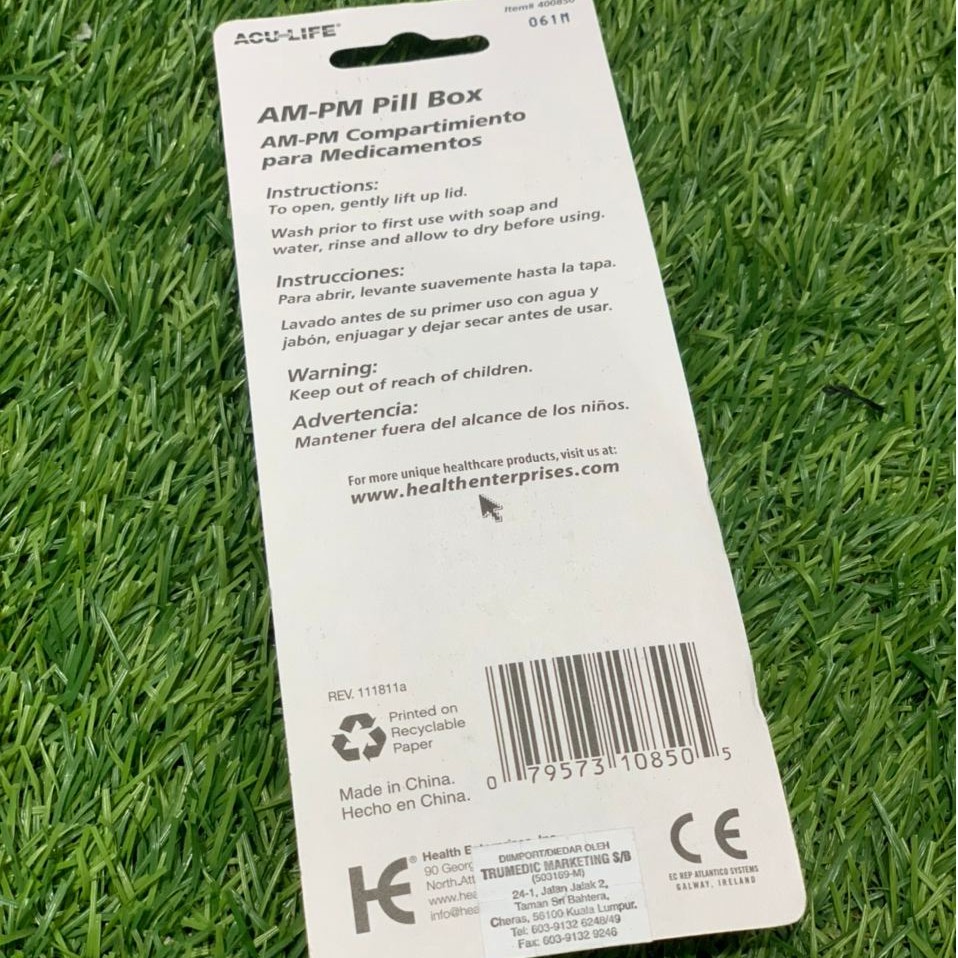 ACU-LIFE®
Item# 400850
061M
AM-PM Pill Box
AM-PM Compartimiento
para Medicamentos
Instructions:
To open, gently lift up lid.
Wash prior to first use with soap and
water, rinse and allow to dry before using.
Instrucciones:
Para abrir, levante suavemente hasta la tapa.
Lavado antes de su primer uso con agua y
jabón, enjuagar y dejar secar antes de usar.
Warning:
Keep out of reach of children.
Advertencia:
Mantener fuera del alcance de los niños.
For more unique healthcare products, visit us at:
www.healthenterprises.com
REV. 111811a
Printed on
Recyclable
Paper
Made in China.
Hecho en China.
0 79573 10850 5
HE®
Health
90
DIIMPORT/DIEDAR OLEH
TRUMEDIC MARKETING S/B
(503169-M)
24-1, Jalan Jalak 2,
Taman Sri Bahtera,
Cheras, 56100 Kuala Lumpur.
Tel: 603-9132 6248/49
Fax: 603-9132 9246
CE
EC REP ATLANTICO SYSTEMS
GALWAY, IRELAND